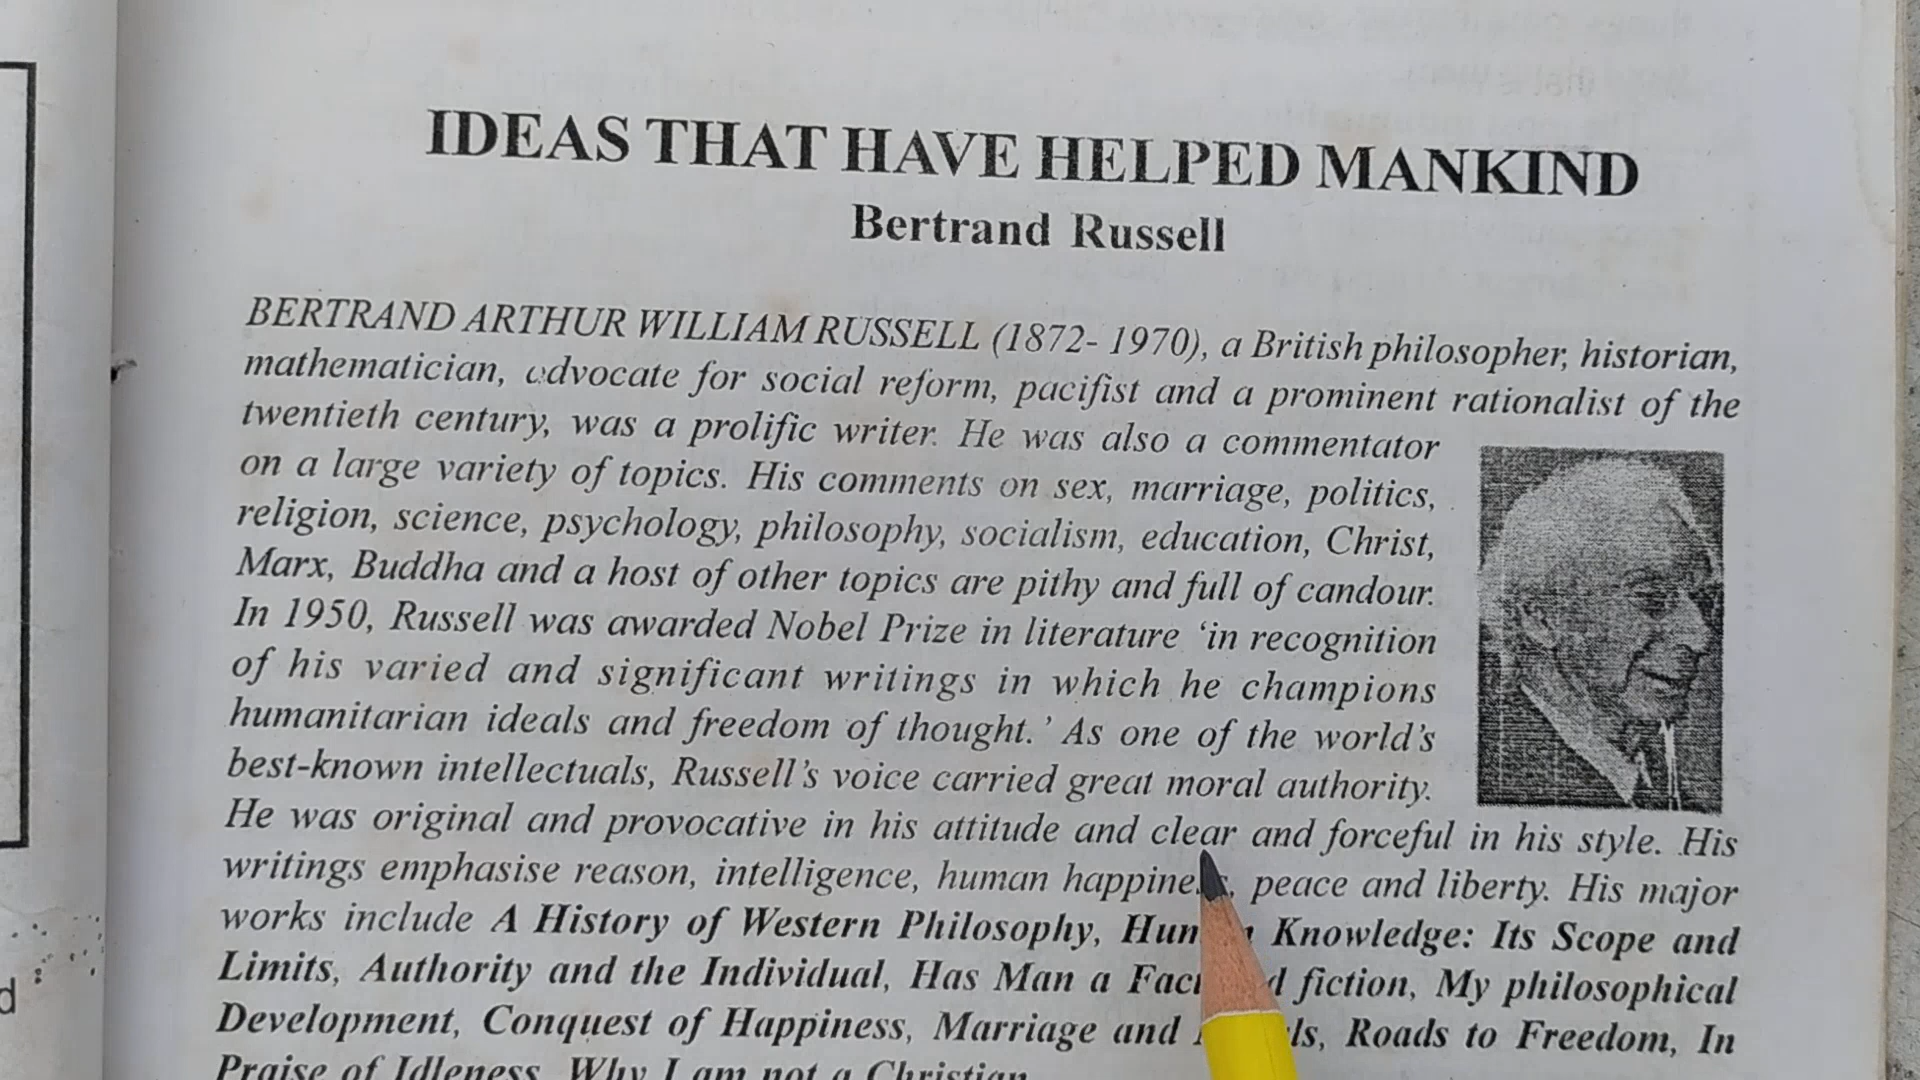 IDEAS THAT HAVE HELPED MANKIND
Bertrand Russell
BERTRAND ARTHUR WILLIAM RUSSELL (1872- 1970), a British philosopher, historian,
mathematician, advocate for social reform, pacifist and a prominent rationalist of the
twentieth century, was a prolific writer. He was also a commentator
on a large variety of topics. His comments on sex, marriage, politics,
religion, science, psychology, philosophy, socialism, education, Christ,
Marx, Buddha and a host of other topics are pithy and full of candour.
In 1950, Russell was awarded Nobel Prize in literature ‘in recognition
of his varied and significant writings in which he champions
humanitarian ideals and freedom of thought.’ As one of the world’s
best-known intellectuals, Russell’s voice carried great moral authority.
He was original and provocative in his attitude and clear and forceful in his style. His
writings emphasise reason, intelligence, human happiness, peace and liberty. His major
works include A History of Western Philosophy, Knowledge: Its Scope and
Limits, Authority and the Individual, Has Man a fiction, My philosophical
Development, Conquest of Happiness, Marriage and Roads to Freedom, In
Praise of Idleness, Why I am not a Christian
d